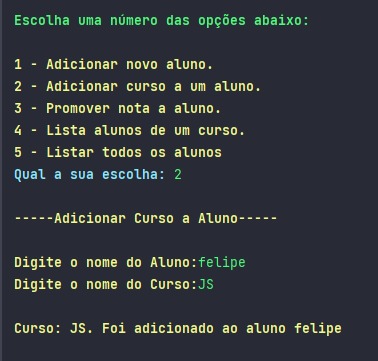 Escolha uma número das opções abaixo:
1 - Adicionar novo aluno.
2 - Adicionar curso a um aluno.
3 - Promover nota a aluno.
4 - Lista alunos de um curso.
5 - Listar todos os alunos
Qual a sua escolha: 2
-----Adicionar Curso a Aluno-----
Digite o nome do Aluno:felipe
Digite o nome do Curso:JS
Curso: JS. Foi adicionado ao aluno felipe